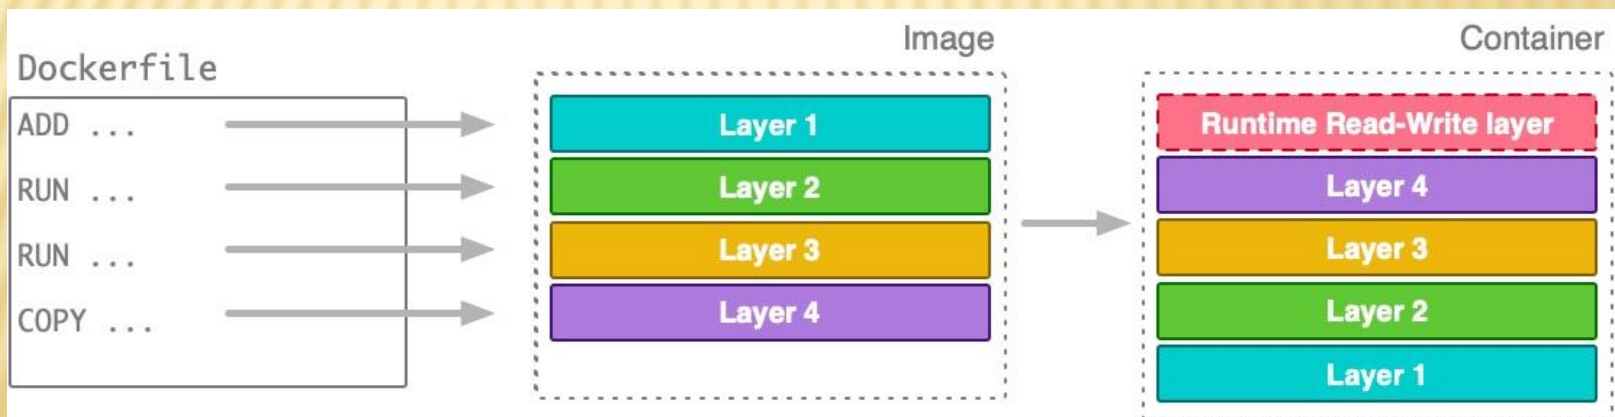 Dockerfile
ADD ...
RUN ...
RUN ...
COPY ...
Image
Layer 1
Layer 2
Layer 3
Layer 4
Container
Runtime Read-Write layer
Layer 4
Layer 3
Layer 2
Layer 1